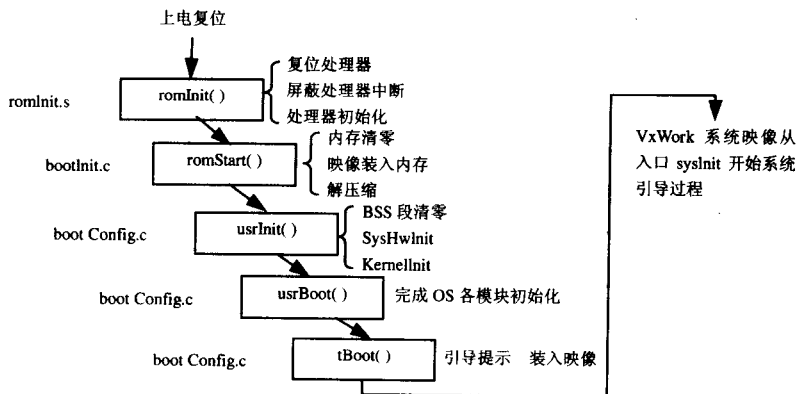 上电复位
romInit.s
romInit( )
复位处理器
屏蔽处理器中断
处理器初始化
bootInit.c
romStart( )
内存清零
映像装入内存
解压缩
boot Config.c
usrInit( )
BSS 段清零
SysHwInit
KernelInit
boot Config.c
usrBoot( )
完成 OS 各模块初始化
boot Config.c
tBoot( )
引导提示 装入映像
VxWork 系统映像从
入口 sysInit 开始系统
引导过程